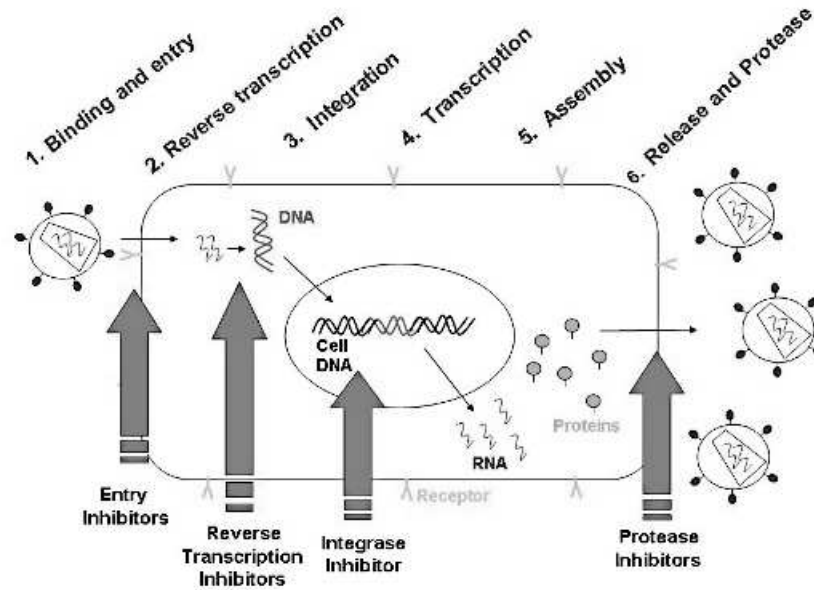 1. Binding and entry
2. Reverse transcription
3. Integration
4. Transcription
5. Assembly
6. Release and Protease
DNA
Cell
DNA
Proteins
RNA
Receptor
Entry
Inhibitors
Reverse
Transcription
Inhibitors
Integrase
Inhibitor
Protease
Inhibitors